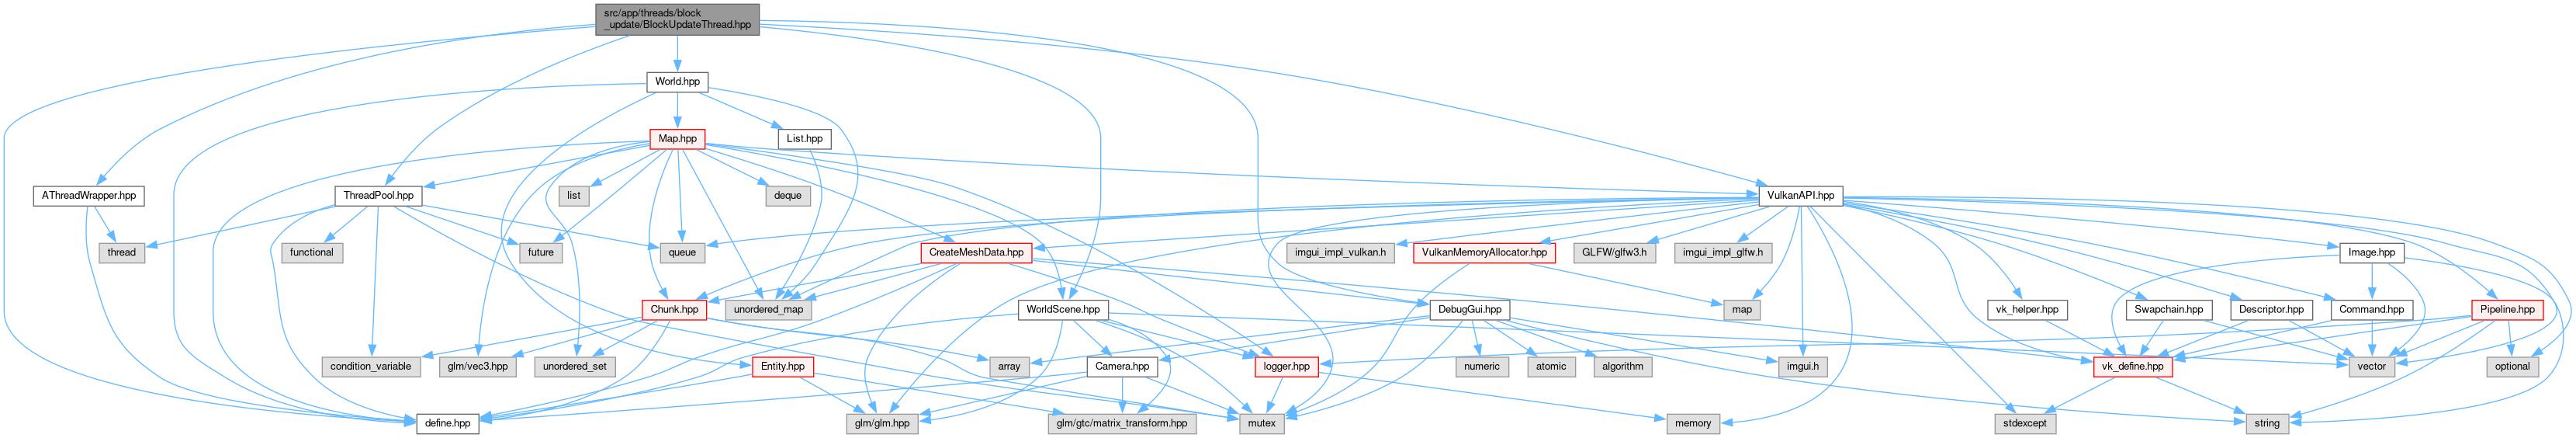 src/app/threads/block
_update/BlockUpdateThread.hpp
World.hpp
Map.hpp
List.hpp
AThreadWrapper.hpp
ThreadPool.hpp
list
deque
VulkanAPI.hpp
thread
functional
future
queue
CreateMeshData.hpp
imgui_impl_vulkan.h
VulkanMemoryAllocator.hpp
GLFW/glfw3.h
imgui_impl_glfw.h
Image.hpp
Chunk.hpp
unordered_map
WorldScene.hpp
DebugGui.hpp
map
vk_helper.hpp
Swapchain.hpp
Descriptor.hpp
Command.hpp
Pipeline.hpp
condition_variable
glm/vec3.hpp
unordered_set
Entity.hpp
array
Camera.hpp
logger.hpp
numeric
atomic
algorithm
imgui.h
vk_define.hpp
vector
optional
define.hpp
glm/glm.hpp
glm/gtc/matrix_transform.hpp
mutex
memory
stdexcept
string